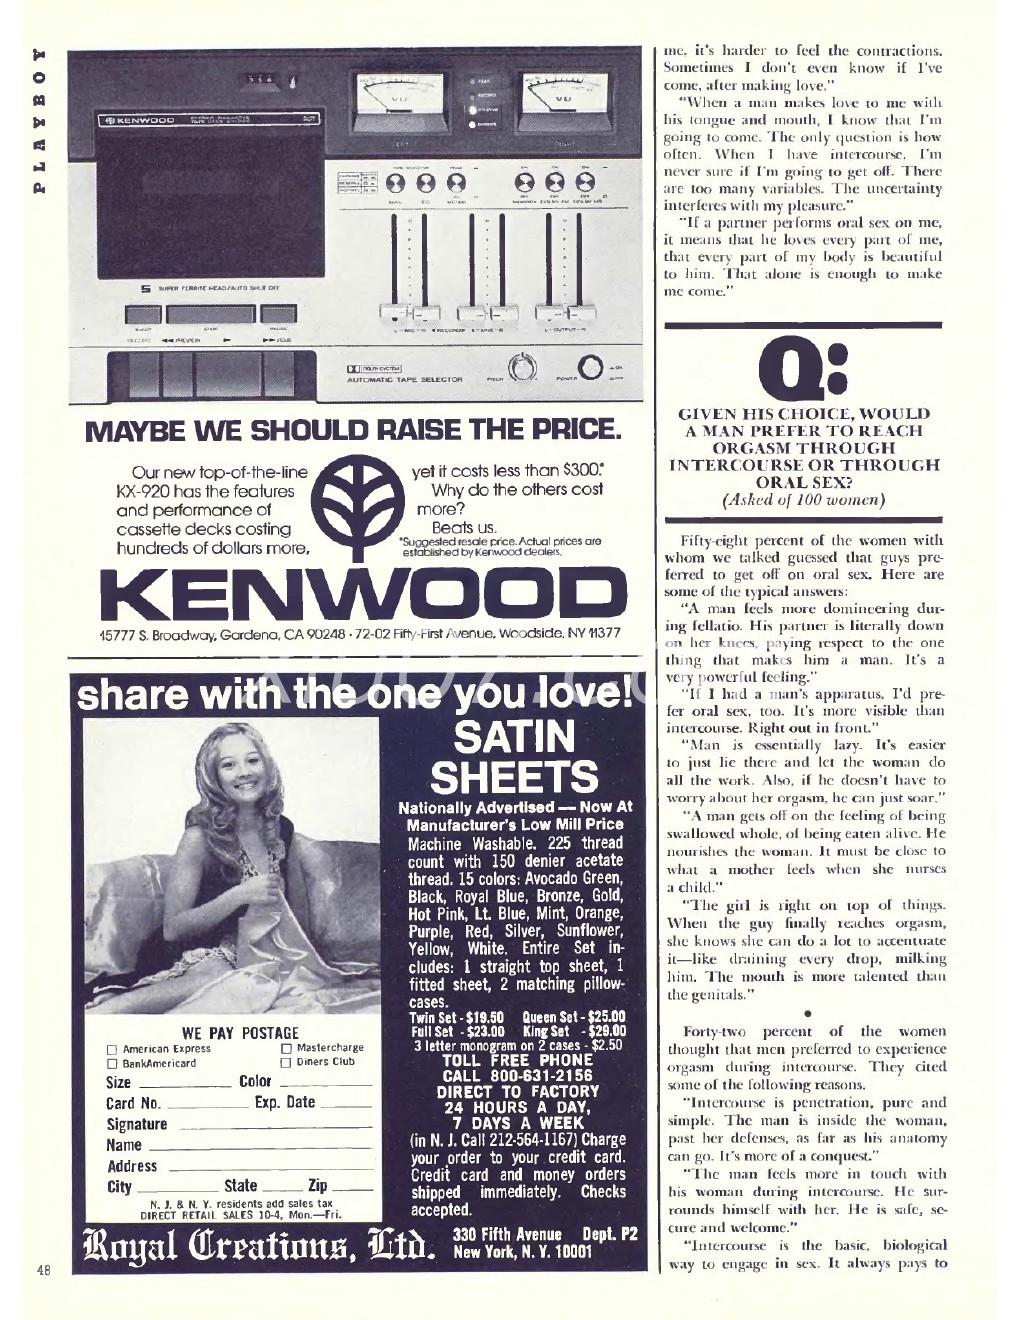 PLAYBOY
KENWOOD
VU
VU
LEFT
RIGHT
SUPER FERRITE HEAD/AUTO SHUT OFF
DOLBY SYSTEM
AUTOMATIC TAPE SELECTOR
POWER
MAYBE WE SHOULD RAISE THE PRICE.
Our new top-of-the-line
KX-920 has the features
and performance of
cassette decks costing
hundreds of dollars more,
yet it costs less than $300.*
Why do the others cost
more?
Beats us.
*Suggested resale price. Actual prices are
established by Kenwood dealers.
KENWOOD
15777 S. Broadway, Gardena, CA 90248 • 72-02 Fifty-First Avenue, Woodside, NY 11377
share with the one you love!
SATIN
SHEETS
Nationally Advertised — Now At
Manufacturer's Low Mill Price
Machine Washable. 225 thread
count with 150 denier acetate
thread. 15 colors: Avocado Green,
Black, Royal Blue, Bronze, Gold,
Hot Pink, Lt. Blue, Mint, Orange,
Purple, Red, Silver, Sunflower,
Yellow, White. Entire Set in-
cludes: 1 straight top sheet, 1
fitted sheet, 2 matching pillow-
cases.
Twin Set - $19.50 Queen Set - $25.00
Full Set - $23.00 King Set - $29.00
3 letter monogram on 2 cases - $2.50
TOLL FREE PHONE
CALL 800-631-2156
DIRECT TO FACTORY
24 HOURS A DAY,
7 DAYS A WEEK
(in N. J. Call 212-564-1167) Charge
your order to your credit card.
Credit card and money orders
shipped immediately. Checks
accepted.
WE PAY POSTAGE
American Express Mastercharge
BankAmericard Diners Club
Size Color
Card No. Exp. Date
Signature
Name
Address
City State Zip
N. J. & N. Y. residents add sales tax
DIRECT RETAIL SALES 10-4, Mon.—Fri.
Royal Creations, Ltd.
330 Fifth Avenue Dept. P2
New York, N. Y. 10001
48
me, it's harder to feel the contractions.
Sometimes I don't even know if I've
come, after making love."
"When a man makes love to me with
his tongue and mouth, I know that I'm
going to come. The only question is how
often. When I have intercourse, I'm
never sure if I'm going to get off. There
are too many variables. The uncertainty
interferes with my pleasure."
"If a partner performs oral sex on me,
it means that he loves every part of me,
that every part of my body is beautiful
to him. That alone is enough to make
me come."
Q:
GIVEN HIS CHOICE, WOULD
A MAN PREFER TO REACH
ORGASM THROUGH
INTERCOURSE OR THROUGH
ORAL SEX?
(Asked of 100 women)
Fifty-eight percent of the women with
whom we talked guessed that guys pre-
ferred to get off on oral sex. Here are
some of the typical answers:
"A man feels more domineering dur-
ing fellatio. His partner is literally down
on her knees, paying respect to the one
thing that makes him a man. It's a
very powerful feeling."
"If I had a man's apparatus, I'd pre-
fer oral sex, too. It's more visible than
intercourse. Right out in front."
"Man is essentially lazy. It's easier
to just lie there and let the woman do
all the work. Also, if he doesn't have to
worry about her orgasm, he can just soar."
"A man gets off on the feeling of being
swallowed whole, of being eaten alive. He
nourishes the woman. It must be close to
what a mother feels when she nurses
a child."
"The girl is right on top of things.
When the guy finally reaches orgasm,
she knows she can do a lot to accentuate
it—like draining every drop, milking
him. The mouth is more talented than
the genitals."
•
Forty-two percent of the women
thought that men preferred to experience
orgasm during intercourse. They cited
some of the following reasons.
"Intercourse is penetration, pure and
simple. The man is inside the woman,
past her defenses, as far as his anatomy
can go. It's more of a conquest."
"The man feels more in touch with
his woman during intercourse. He sur-
rounds himself with her. He is safe, se-
cure and welcome."
"Intercourse is the basic, biological
way to engage in sex. It always pays to